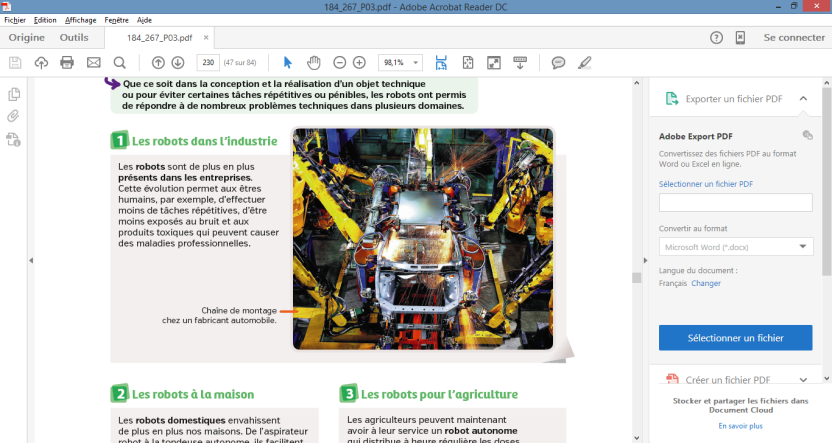 184_267_P03.pdf - Adobe Acrobat Reader DC
Fichier Edition Affichage Fenêtre Aide
Origine Outils 184_267_P03.pdf × Se connecter
230 (47 sur 84) 98,1%
Que ce soit dans la conception et la réalisation d'un objet technique
ou pour éviter certaines tâches répétitives ou pénibles, les robots ont permis
de répondre à de nombreux problèmes techniques dans plusieurs domaines.
1 Les robots dans l'industrie
Les robots sont de plus en plus
présents dans les entreprises.
Cette évolution permet aux êtres
humains, par exemple, d'effectuer
moins de tâches répétitives, d'être
moins exposés au bruit et aux
produits toxiques qui peuvent causer
des maladies professionnelles.
Chaîne de montage
chez un fabricant automobile.
2 Les robots à la maison
Les robots domestiques envahissent
de plus en plus nos maisons. De l'aspirateur
robot à la tondeuse autonome, ils facilitent
3 Les robots pour l'agriculture
Les agriculteurs peuvent maintenant
avoir à leur service un robot autonome
qui distribue à heure régulière les doses
Exporter un fichier PDF
Adobe Export PDF
Convertissez des fichiers PDF au format
Word ou Excel en ligne.
Sélectionner un fichier PDF
Convertir au format
Microsoft Word (*.docx)
Langue du document :
Français Changer
Sélectionner un fichier
Créer un fichier PDF
Stocker et partager les fichiers dans
Document Cloud
En savoir plus